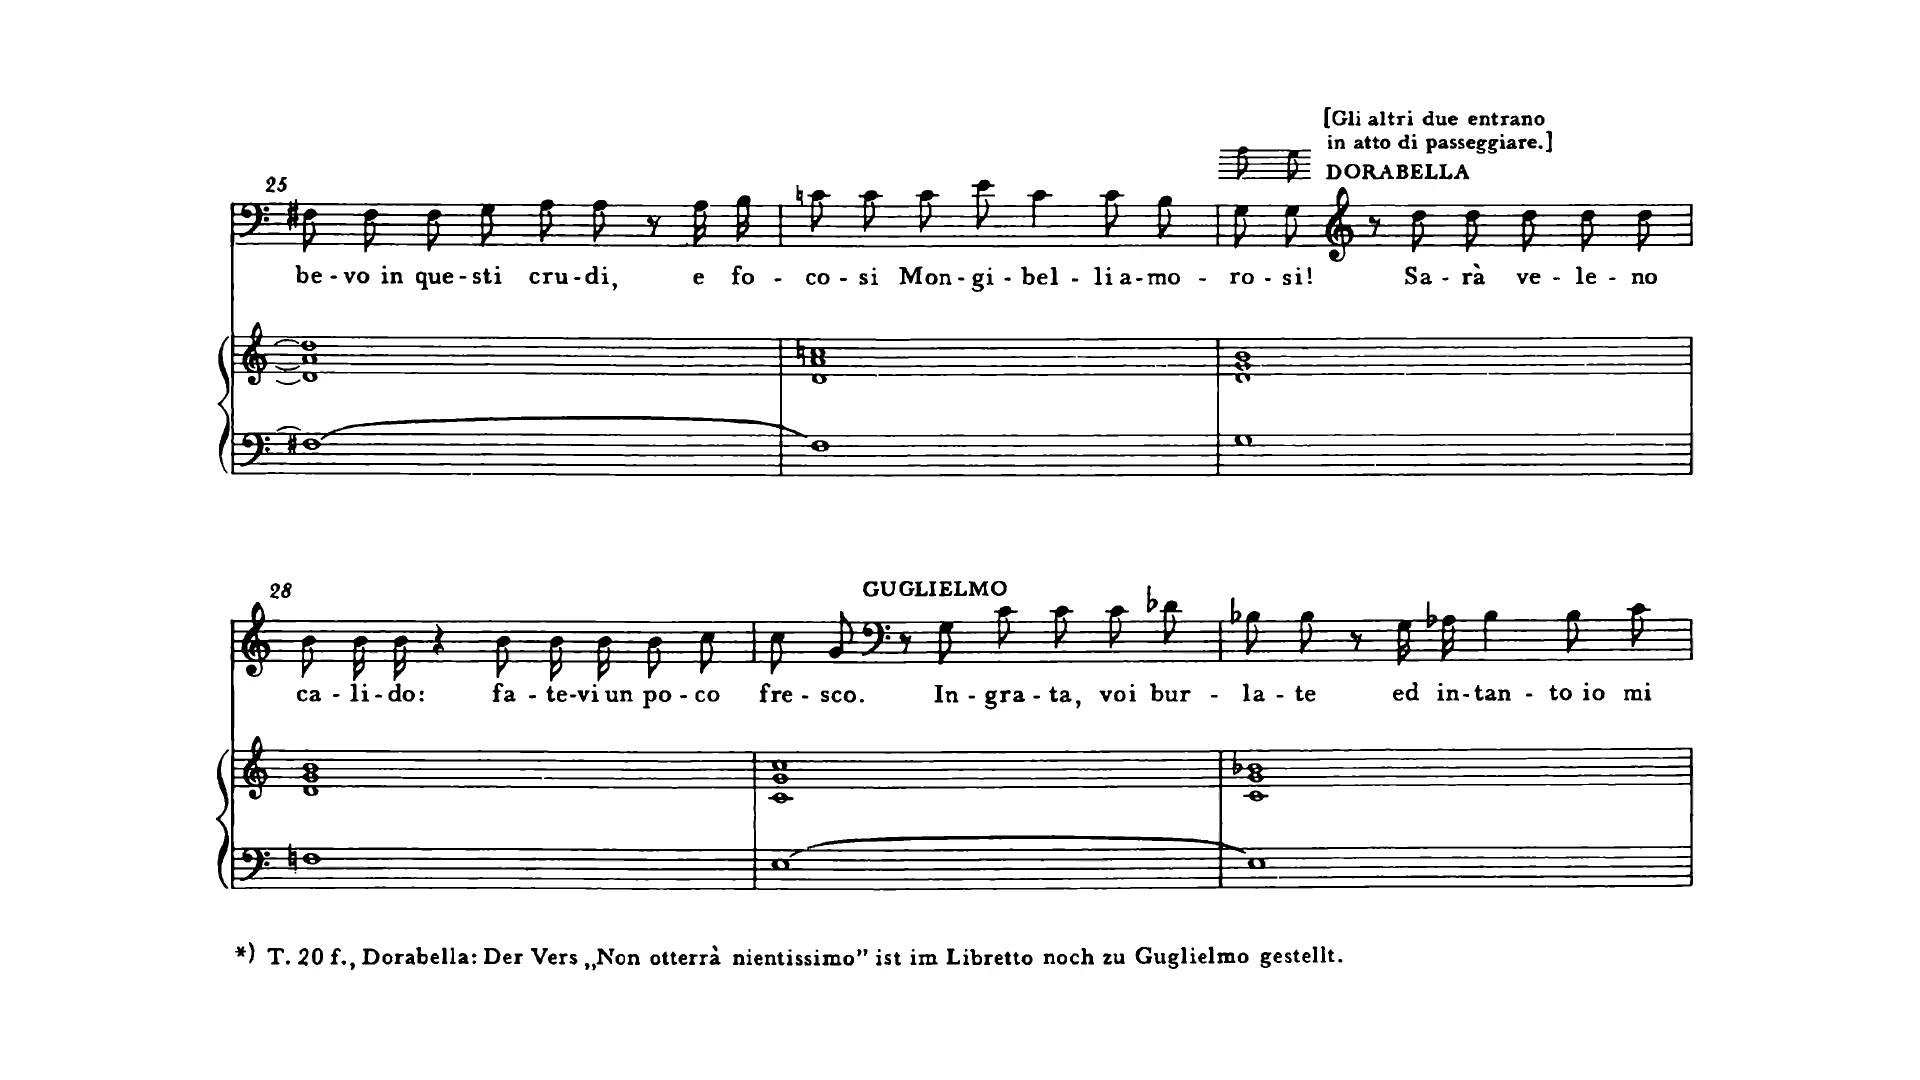 [Gli altri due entrano
in atto di passeggiare.]
DORABELLA
25
be - vo in que - sti cru - di, e fo - co - si Mon - gi - bel - li a - mo - ro - si! Sa - rà ve - le - no
28
GUGLIELMO
ca - li - do: fa - te - vi un po - co fre - sco. In - gra - ta, voi bur - la - te ed in - tan - to io mi
*) T. 20 f., Dorabella: Der Vers „Non otterrà nientissimo” ist im Libretto noch zu Guglielmo gestellt.